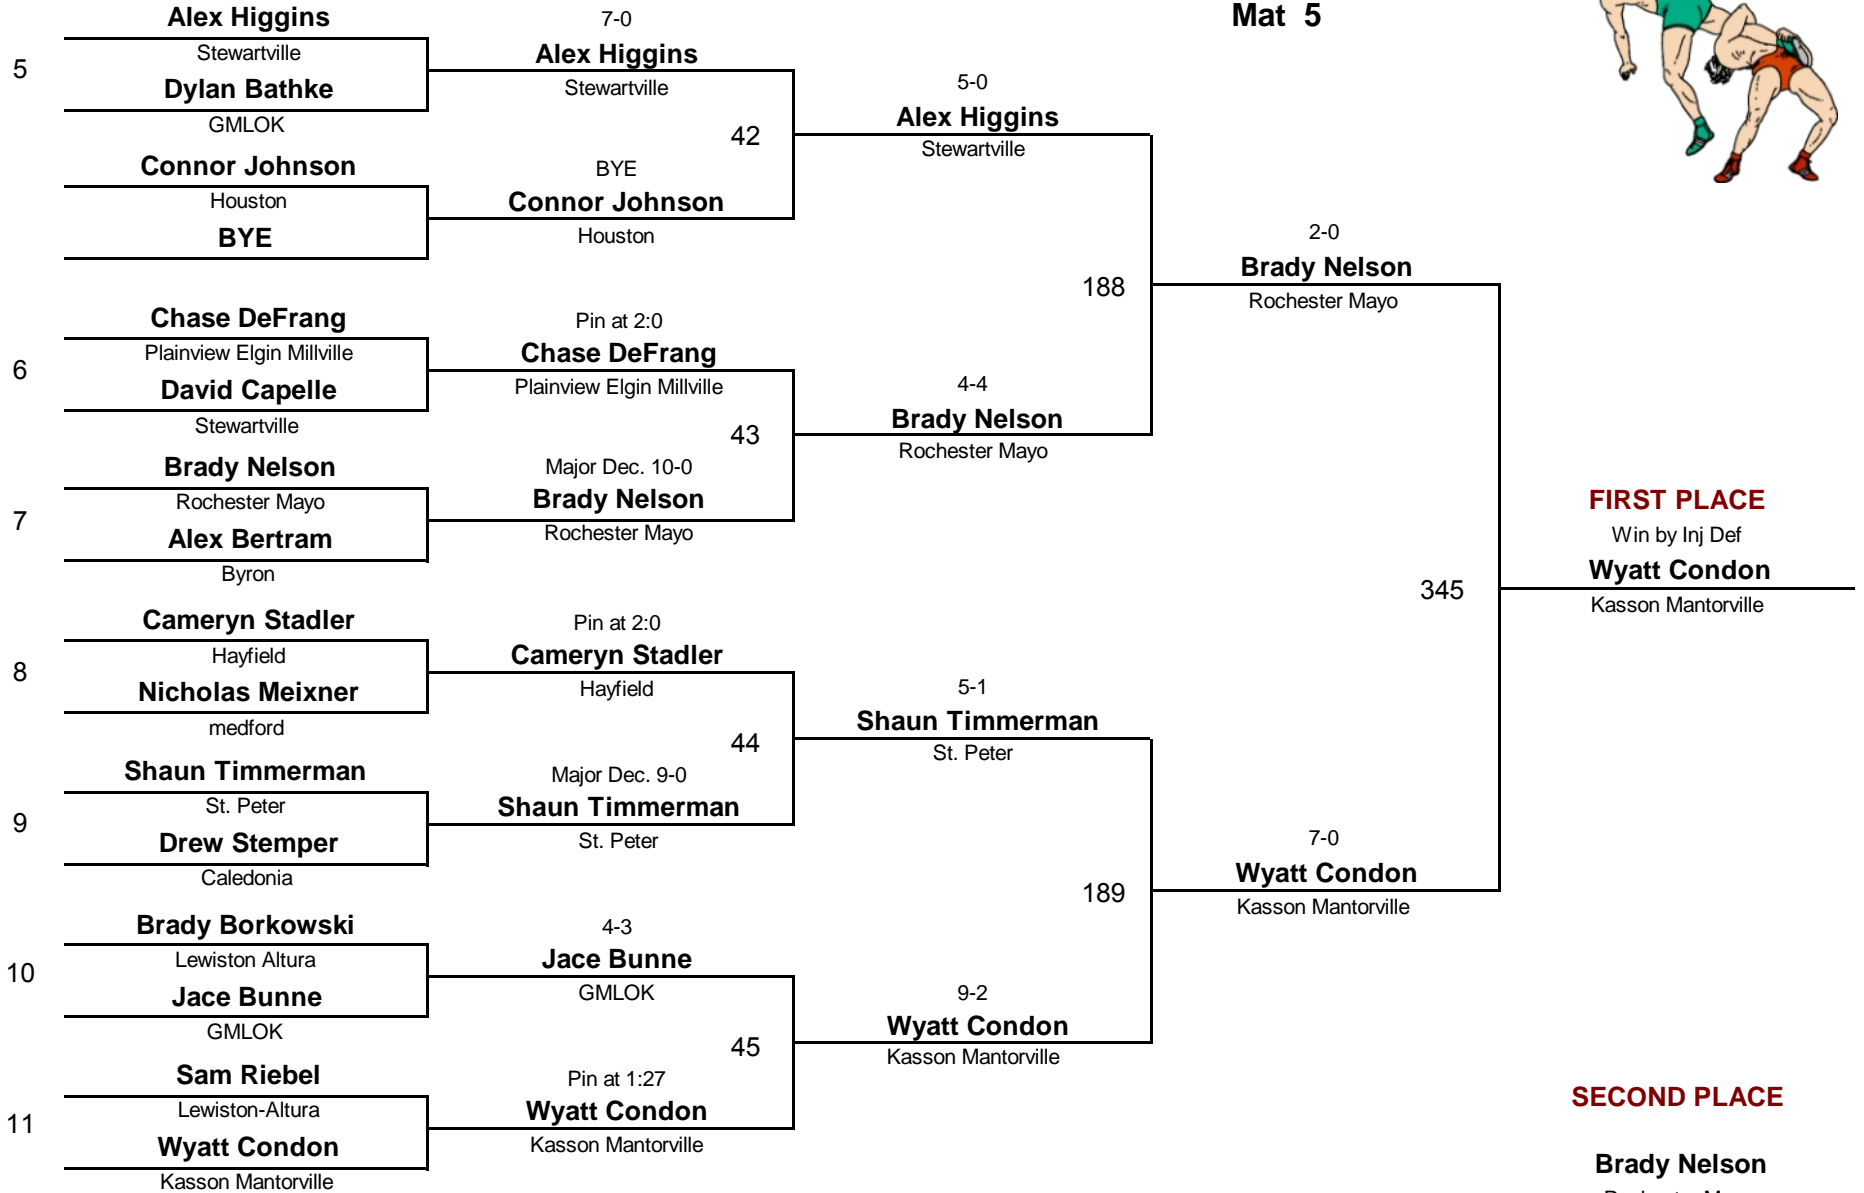 Mat 5
Alex Higgins
Stewartville
5
Dylan Bathke
GMLOK
Connor Johnson
Houston
BYE
Chase DeFrang
Plainview Elgin Millville
6
David Capelle
Stewartville
Brady Nelson
Rochester Mayo
7
Alex Bertram
Byron
Cameryn Stadler
Hayfield
8
Nicholas Meixner
medford
Shaun Timmerman
St. Peter
9
Drew Stemper
Caledonia
Brady Borkowski
Lewiston Altura
10
Jace Bunne
GMLOK
Sam Riebel
Lewiston-Altura
11
Wyatt Condon
Kasson Mantorville
7-0
Alex Higgins
Stewartville
42
BYE
Connor Johnson
Houston
Pin at 2:0
Chase DeFrang
Plainview Elgin Millville
43
Major Dec. 10-0
Brady Nelson
Rochester Mayo
Pin at 2:0
Cameryn Stadler
Hayfield
44
Major Dec. 9-0
Shaun Timmerman
St. Peter
4-3
Jace Bunne
GMLOK
45
Pin at 1:27
Wyatt Condon
Kasson Mantorville
5-0
Alex Higgins
Stewartville
188
4-4
Brady Nelson
Rochester Mayo
5-1
Shaun Timmerman
St. Peter
189
9-2
Wyatt Condon
Kasson Mantorville
2-0
Brady Nelson
Rochester Mayo
345
7-0
Wyatt Condon
Kasson Mantorville
FIRST PLACE
Win by Inj Def
Wyatt Condon
Kasson Mantorville
SECOND PLACE
Brady Nelson